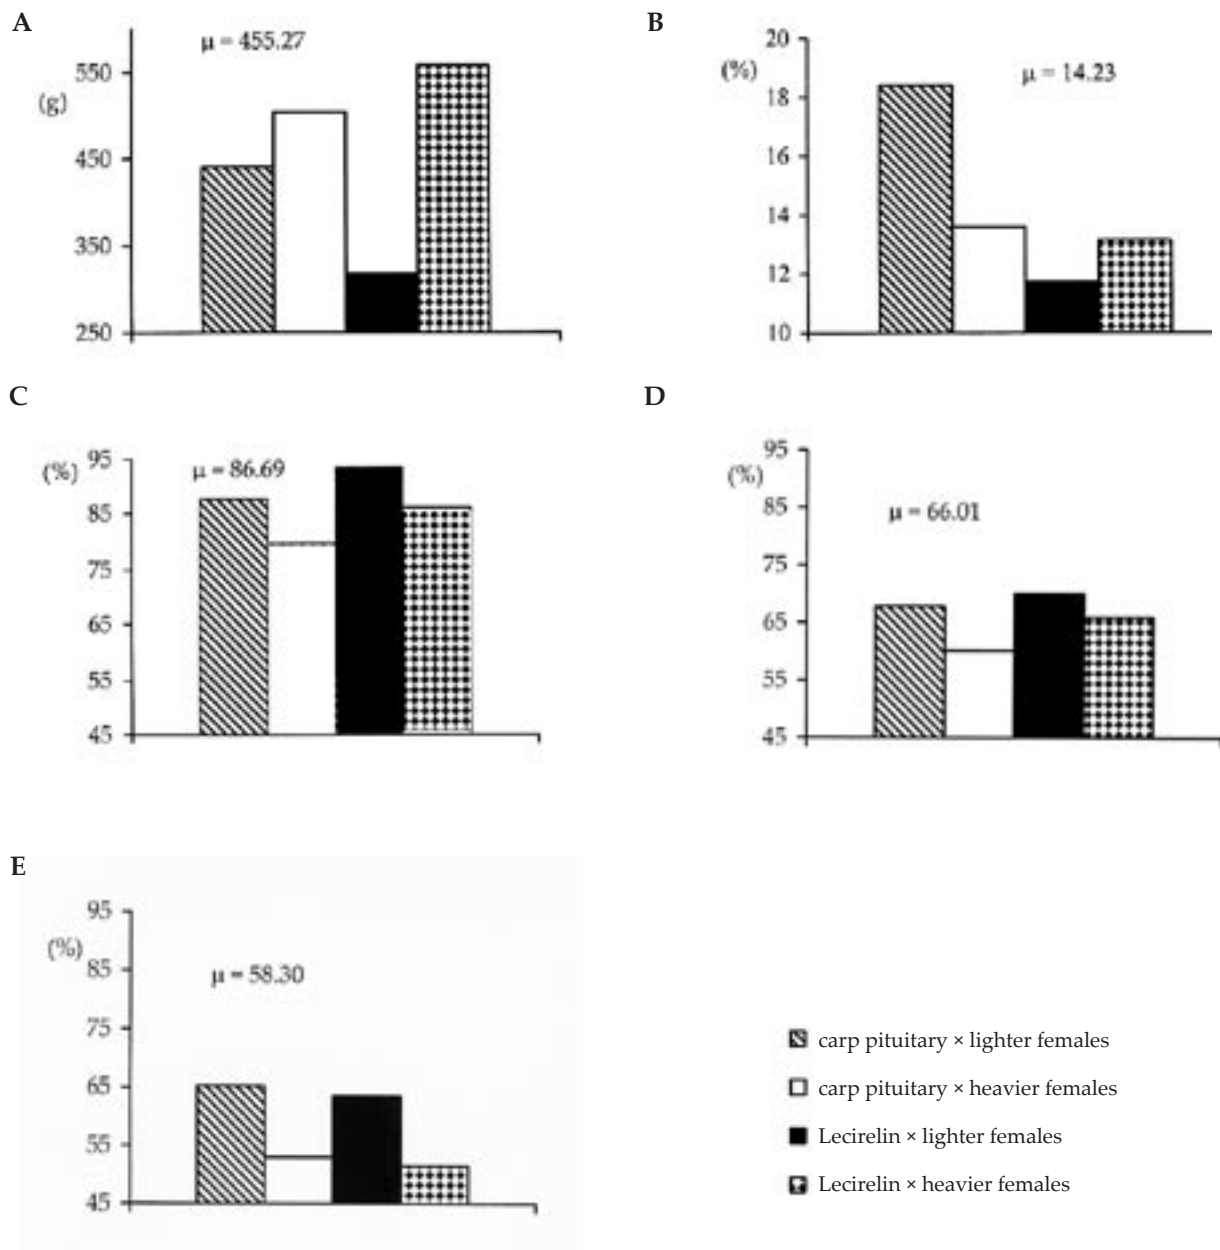 A
μ = 455.27
(g)
550
450
350
250
B
(%)
μ = 14.23
20
18
16
14
12
10
C
(%)
μ = 86.69
95
85
75
65
55
45
D
(%)
μ = 66.01
95
85
75
65
55
45
E
(%)
μ = 58.30
95
85
75
65
55
45
carp pituitary × lighter females
carp pituitary × heavier females
Lecirelin × lighter females
Lecirelin × heavier females